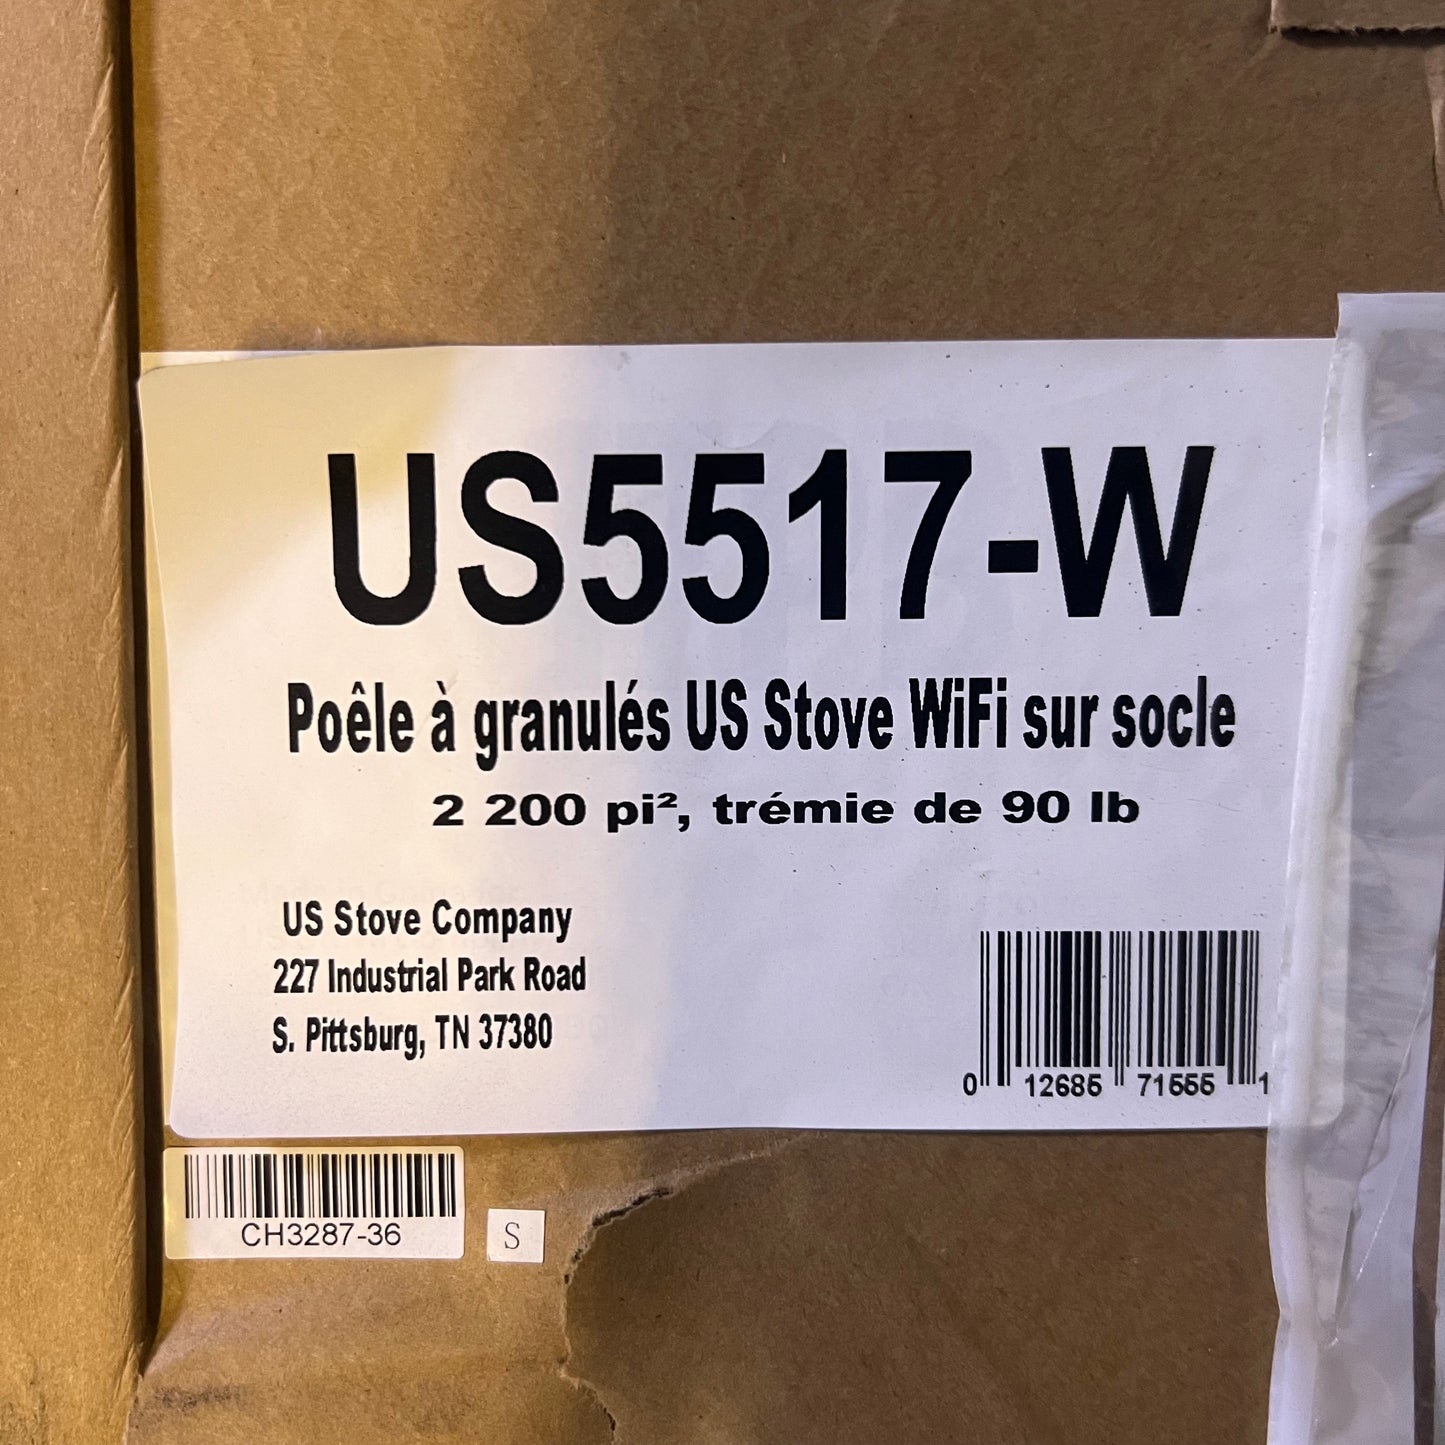 US5517-W
Poêle à granulés US Stove WiFi sur socle
2 200 pi², trémie de 90 lb
US Stove Company
227 Industrial Park Road
S. Pittsburg, TN 37380
0 12685 71555 1
CH3287-36
S